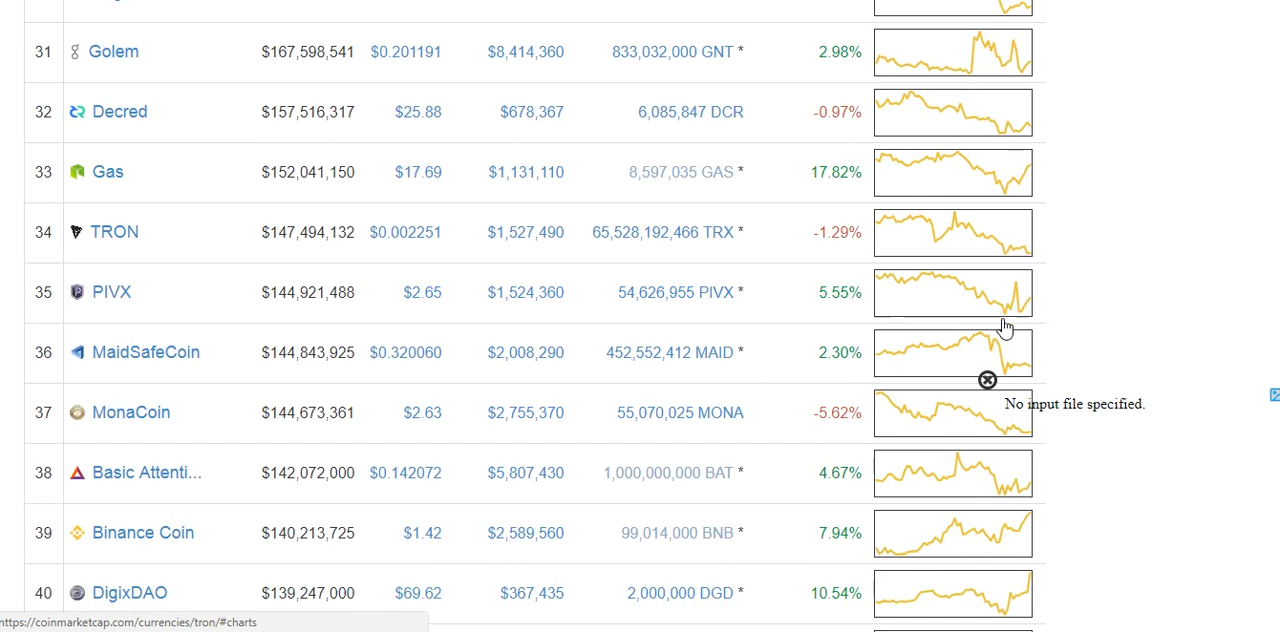 31 Golem $167,598,541 $0.201191 $8,414,360 833,032,000 GNT * 2.98%
32 Decred $157,516,317 $25.88 $678,367 6,085,847 DCR -0.97%
33 Gas $152,041,150 $17.69 $1,131,110 8,597,035 GAS * 17.82%
34 TRON $147,494,132 $0.002251 $1,527,490 65,528,192,466 TRX * -1.29%
35 PIVX $144,921,488 $2.65 $1,524,360 54,626,955 PIVX * 5.55%
36 MaidSafeCoin $144,843,925 $0.320060 $2,008,290 452,552,412 MAID * 2.30%
No input file specified.
37 MonaCoin $144,673,361 $2.63 $2,755,370 55,070,025 MONA -5.62%
38 Basic Attenti... $142,072,000 $0.142072 $5,807,430 1,000,000,000 BAT * 4.67%
39 Binance Coin $140,213,725 $1.42 $2,589,560 99,014,000 BNB * 7.94%
40 DigixDAO $139,247,000 $69.62 $367,435 2,000,000 DGD * 10.54%
https://coinmarketcap.com/currencies/tron/#charts